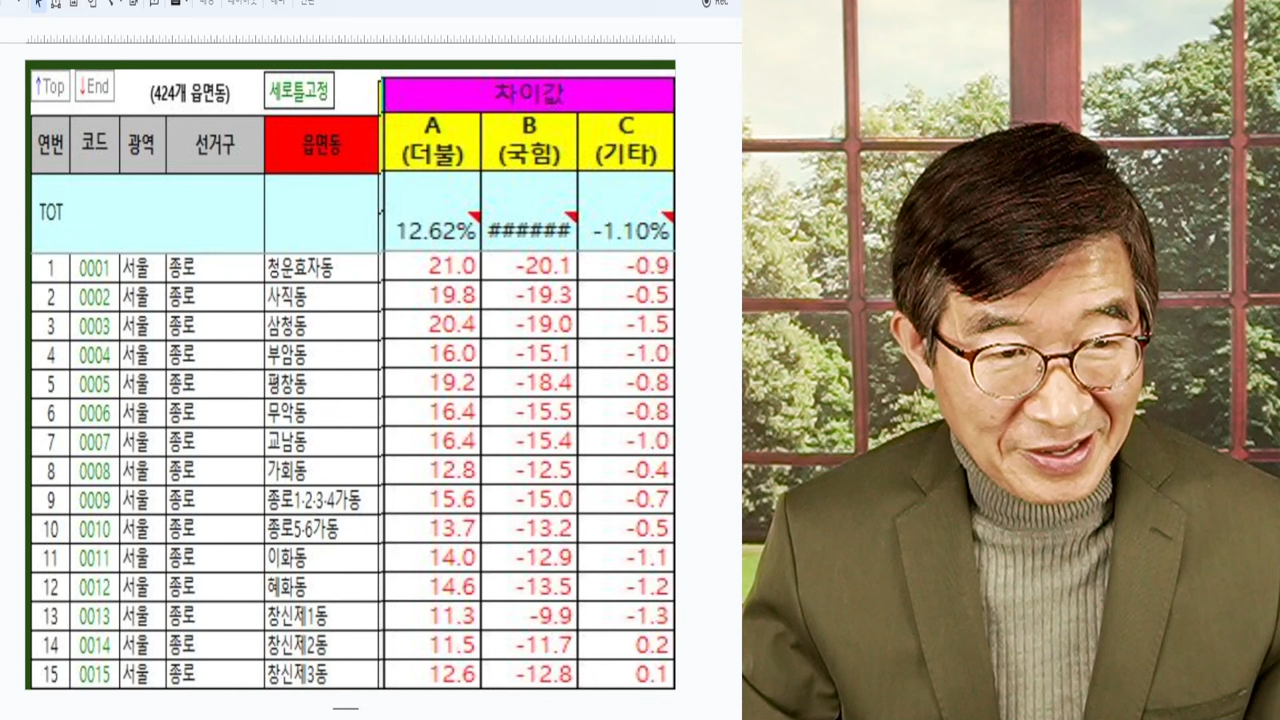 Rec
↑Top ↓End (424개 읍면동) 세로틀고정 차이값
연번 코드 광역 선거구 읍면동 A (더불) B (국힘) C (기타)
TOT 12.62% ###### -1.10%
1 0001 서울 종로 청운효자동 21.0 -20.1 -0.9
2 0002 서울 종로 사직동 19.8 -19.3 -0.5
3 0003 서울 종로 삼청동 20.4 -19.0 -1.5
4 0004 서울 종로 부암동 16.0 -15.1 -1.0
5 0005 서울 종로 평창동 19.2 -18.4 -0.8
6 0006 서울 종로 무악동 16.4 -15.5 -0.8
7 0007 서울 종로 교남동 16.4 -15.4 -1.0
8 0008 서울 종로 가회동 12.8 -12.5 -0.4
9 0009 서울 종로 종로1·2·3·4가동 15.6 -15.0 -0.7
10 0010 서울 종로 종로5·6가동 13.7 -13.2 -0.5
11 0011 서울 종로 이화동 14.0 -12.9 -1.1
12 0012 서울 종로 혜화동 14.6 -13.5 -1.2
13 0013 서울 종로 창신제1동 11.3 -9.9 -1.3
14 0014 서울 종로 창신제2동 11.5 -11.7 0.2
15 0015 서울 종로 창신제3동 12.6 -12.8 0.1